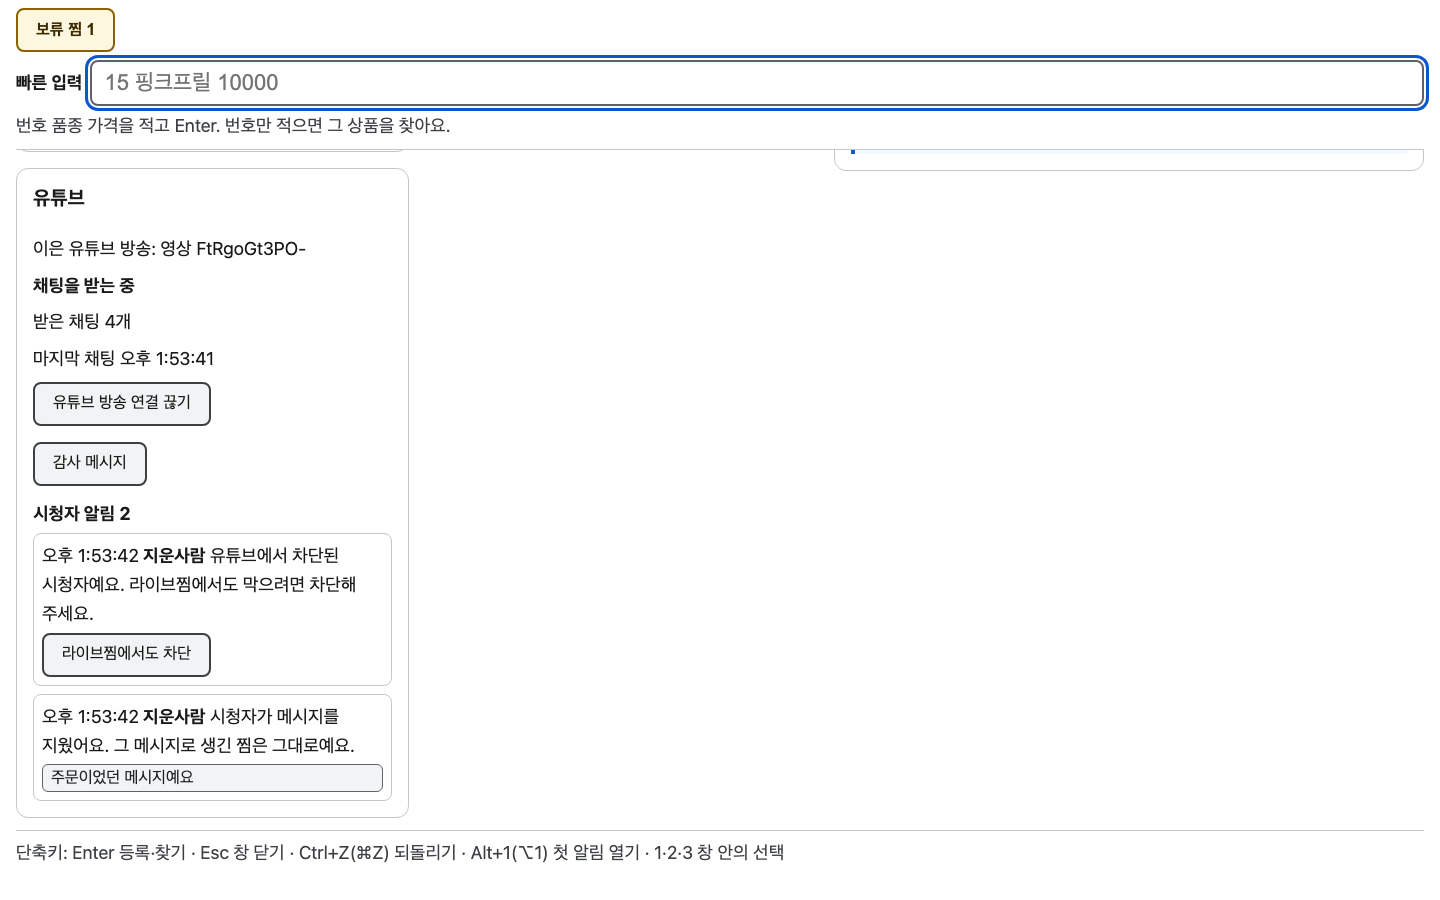 보류 찜 1
빠른 입력
15 핑크프릴 10000
번호 품종 가격을 적고 Enter. 번호만 적으면 그 상품을 찾아요.
유튜브
이은 유튜브 방송: 영상 FtRgoGt3PO-
채팅을 받는 중
받은 채팅 4개
마지막 채팅 오후 1:53:41
유튜브 방송 연결 끊기
감사 메시지
시청자 알림 2
오후 1:53:42 지운사람 유튜브에서 차단된
시청자예요. 라이브찜에서도 막으려면 차단해
주세요.
라이브찜에서도 차단
오후 1:53:42 지운사람 시청자가 메시지를
지웠어요. 그 메시지로 생긴 찜은 그대로예요.
주문이었던 메시지예요
단축키: Enter 등록·찾기 · Esc 창 닫기 · Ctrl+Z(⌘Z) 되돌리기 · Alt+1(⌥1) 첫 알림 열기 · 1·2·3 창 안의 선택